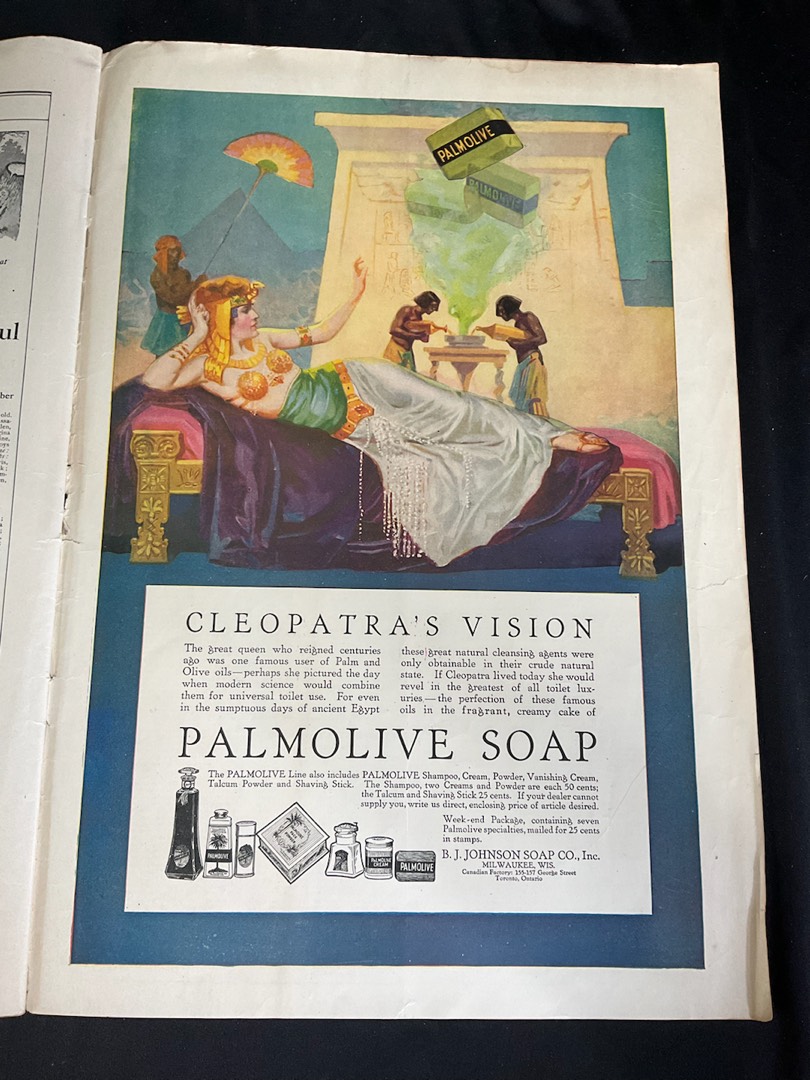 PALMOLIVE
PALMOLIVE
at
ul
ber
old.
CLEOPATRA'S VISION
The great queen who reigned centuries
ago was one famous user of Palm and
Olive oils—perhaps she pictured the day
when modern science would combine
them for universal toilet use. For even
in the sumptuous days of ancient Egypt
these great natural cleansing agents were
only obtainable in their crude natural
state. If Cleopatra lived today she would
revel in the greatest of all toilet lux-
uries—the perfection of these famous
oils in the fragrant, creamy cake of
PALMOLIVE SOAP
The PALMOLIVE Line also includes PALMOLIVE Shampoo, Cream, Powder, Vanishing Cream,
Talcum Powder and Shaving Stick. The Shampoo, two Creams and Powder are each 50 cents;
the Talcum and Shaving Stick 25 cents. If your dealer cannot
supply you, write us direct, enclosing price of article desired.
Week-end Package, containing seven
Palmolive specialties, mailed for 25 cents
in stamps.
B. J. JOHNSON SOAP CO., Inc.
MILWAUKEE, WIS.
Canadian Factory: 155-157 George Street
Toronto, Ontario
PALMOLIVE
PALMOLIVE
CREAM
PALMOLIVE